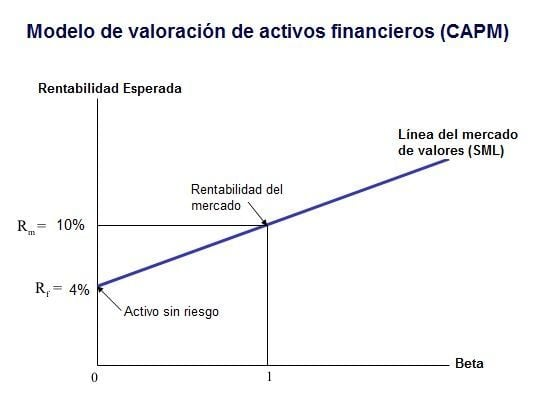 Modelo de valoración de activos financieros (CAPM)
Rentabilidad Esperada
Línea del mercado
de valores (SML)
Rentabilidad del
mercado
Rm = 10%
Rf = 4%
Activo sin riesgo
Beta
0
1